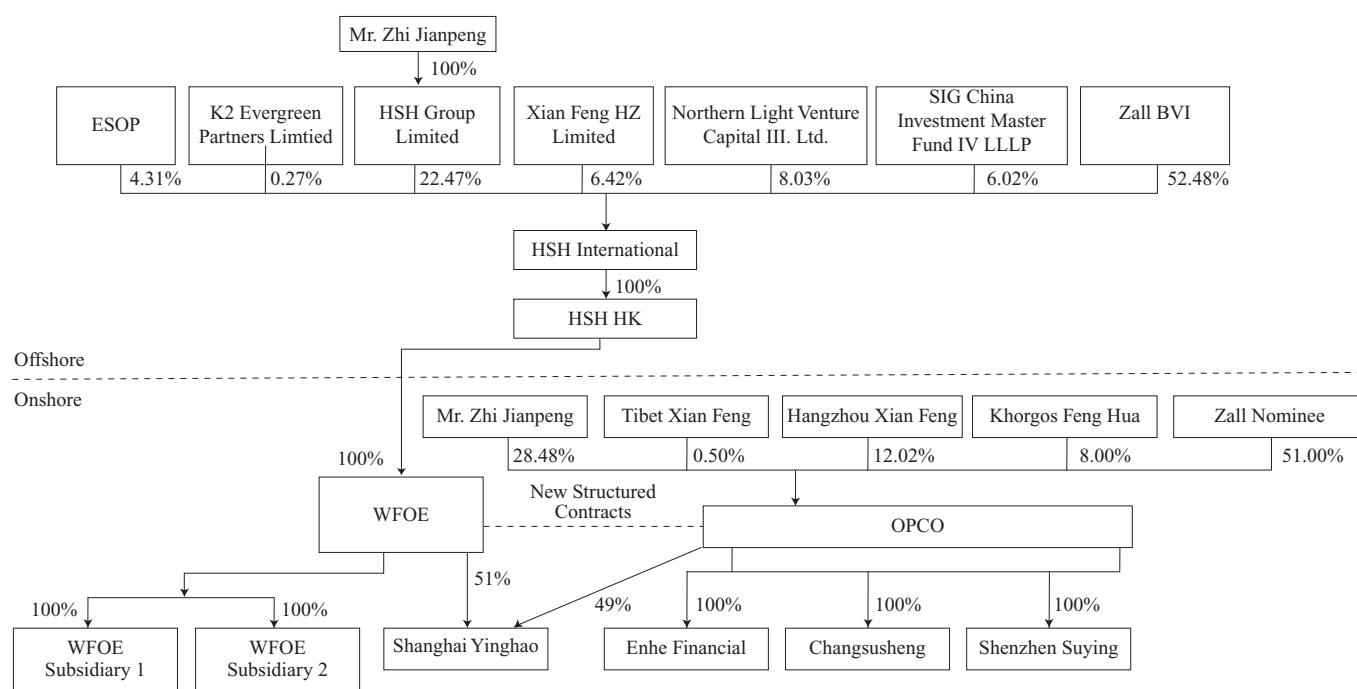 Mr. Zhi Jianpeng
100%
ESOP
K2 Evergreen
Partners Limtied
HSH Group
Limited
Xian Feng HZ
Limited
Northern Light Venture
Capital III. Ltd.
SIG China
Investment Master
Fund IV LLLP
Zall BVI
4.31%
0.27%
22.47%
6.42%
8.03%
6.02%
52.48%
HSH International
100%
HSH HK
Offshore
Onshore
Mr. Zhi Jianpeng
Tibet Xian Feng
Hangzhou Xian Feng
Khorgos Feng Hua
Zall Nominee
28.48%
0.50%
12.02%
8.00%
51.00%
100%
WFOE
New Structured
Contracts
OPCO
51%
49%
100%
100%
100%
100%
100%
WFOE
Subsidiary 1
WFOE
Subsidiary 2
Shanghai Yinghao
Enhe Financial
Changsusheng
Shenzhen Suying